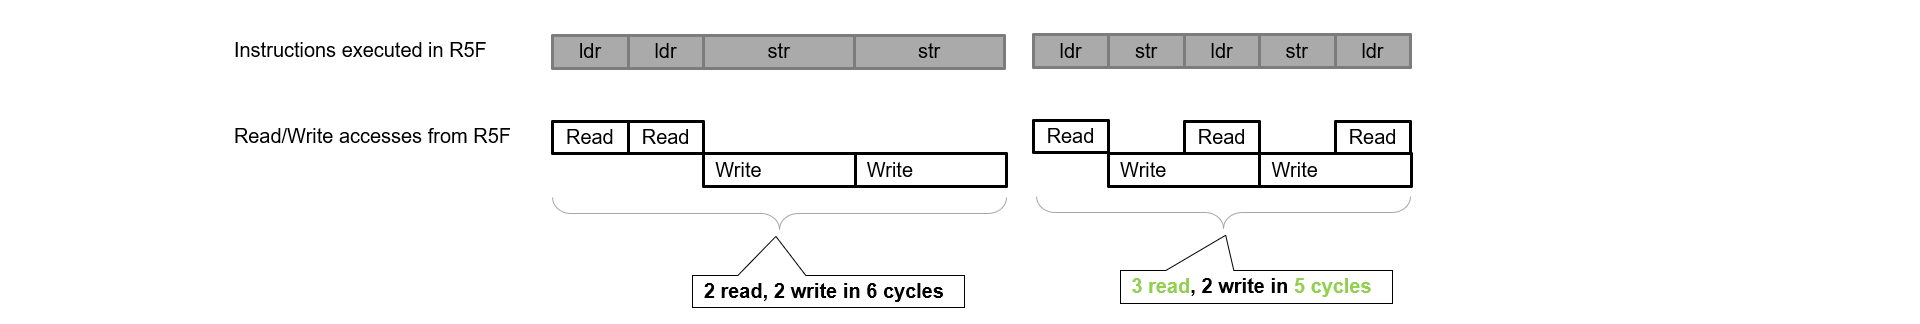 Instructions executed in R5F
ldr ldr str str ldr str ldr str ldr
Read/Write accesses from R5F
Read Read Read Read Read
Write Write Write Write
2 read, 2 write in 6 cycles
3 read, 2 write in 5 cycles